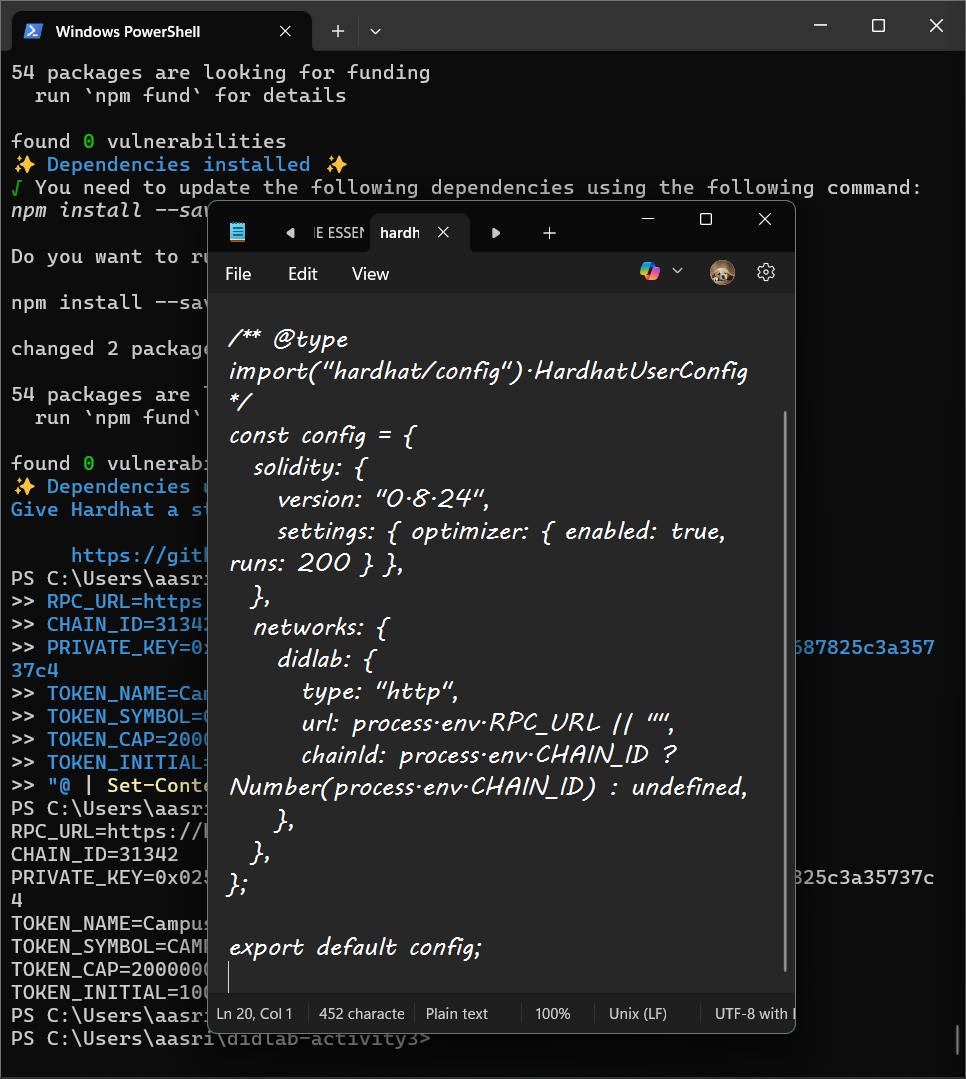 Windows PowerShell
54 packages are looking for funding
run `npm fund` for details
found 0 vulnerabilities
✨ Dependencies installed ✨
√ You need to update the following dependencies using the following command:
npm install --sav
Do you want to ru
npm install --sav
changed 2 package
54 packages are
run `npm fund`
found 0 vulnerabi
✨ Dependencies
Give Hardhat a st
https://gith
PS C:\Users\aasri
>> RPC_URL=https
>> CHAIN_ID=31342
>> PRIVATE_KEY=0x 687825c3a357
37c4
>> TOKEN_NAME=Cam
>> TOKEN_SYMBOL=C
>> TOKEN_CAP=2000
>> TOKEN_INITIAL=
>> "@ | Set-Conte
PS C:\Users\aasri
RPC_URL=https://
CHAIN_ID=31342
PRIVATE_KEY=0x025 825c3a35737c
4
TOKEN_NAME=Campus
TOKEN_SYMBOL=CAMP
TOKEN_CAP=2000000
TOKEN_INITIAL=100
PS C:\Users\aasri
PS C:\Users\aasri\didlab-activity3>
IE ESSEN
hardh
File Edit View
/** @type
import("hardhat/config").HardhatUserConfig
*/
const config = {
solidity: {
version: "0.8.24",
settings: { optimizer: { enabled: true,
runs: 200 } },
},
networks: {
didlab: {
type: "http",
url: process.env.RPC_URL || "",
chainId: process.env.CHAIN_ID ?
Number(process.env.CHAIN_ID) : undefined,
},
},
};
export default config;
Ln 20, Col 1 452 characte Plain text 100% Unix (LF) UTF-8 with